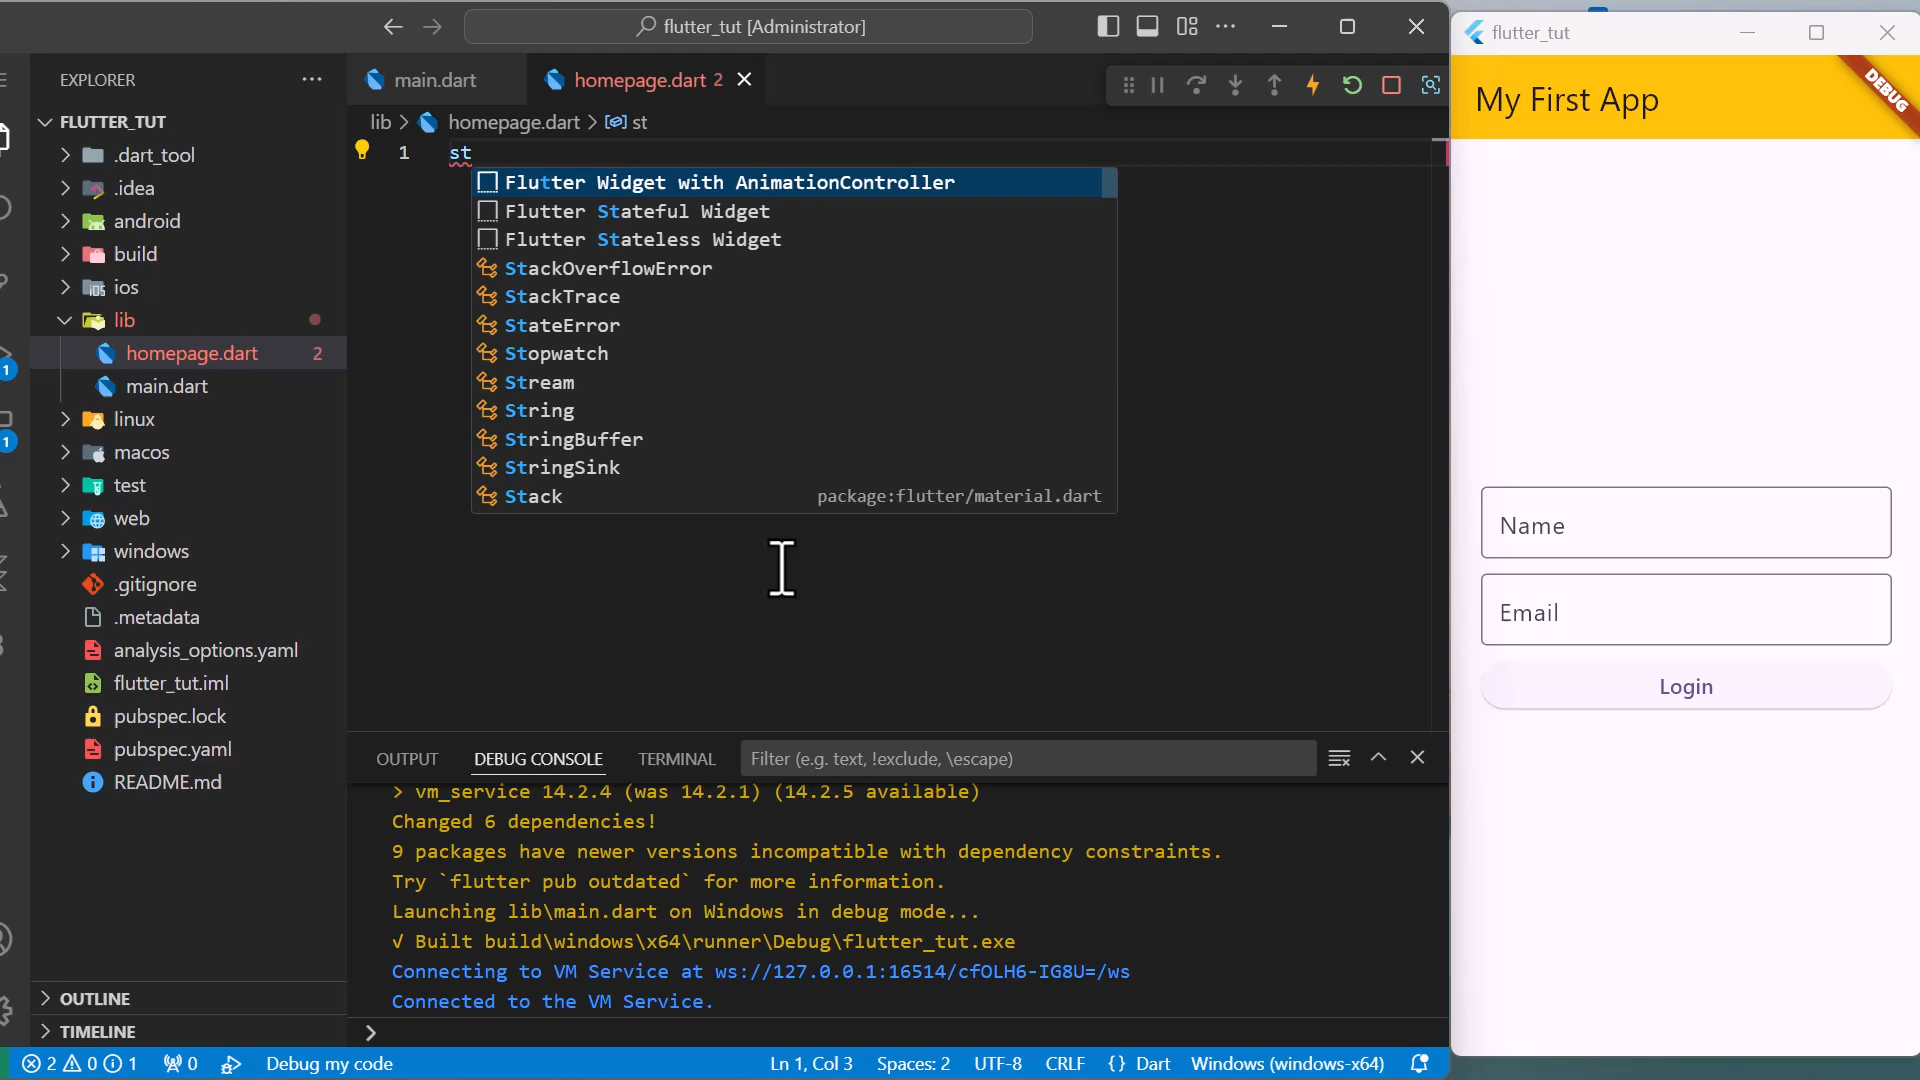 flutter_tut [Administrator]
EXPLORER
FLUTTER_TUT
.dart_tool
.idea
android
build
ios
lib
homepage.dart 2
main.dart
linux
macos
test
web
windows
.gitignore
.metadata
analysis_options.yaml
flutter_tut.iml
pubspec.lock
pubspec.yaml
README.md
OUTLINE
TIMELINE
1
1
main.dart
homepage.dart 2
lib > homepage.dart > st
1 st
Flutter Widget with AnimationController
Flutter Stateful Widget
Flutter Stateless Widget
StackOverflowError
StackTrace
StateError
Stopwatch
Stream
String
StringBuffer
StringSink
Stack package:flutter/material.dart
OUTPUT DEBUG CONSOLE TERMINAL Filter (e.g. text, !exclude, \escape)
> vm_service 14.2.4 (was 14.2.1) (14.2.5 available)
Changed 6 dependencies!
9 packages have newer versions incompatible with dependency constraints.
Try `flutter pub outdated` for more information.
Launching lib\main.dart on Windows in debug mode...
√ Built build\windows\x64\runner\Debug\flutter_tut.exe
Connecting to VM Service at ws://127.0.0.1:16514/cfOLH6-IG8U=/ws
Connected to the VM Service.
>
2 0 1 0 Debug my code Ln 1, Col 3 Spaces: 2 UTF-8 CRLF {} Dart Windows (windows-x64)
flutter_tut
My First App
DEBUG
Name
Email
Login